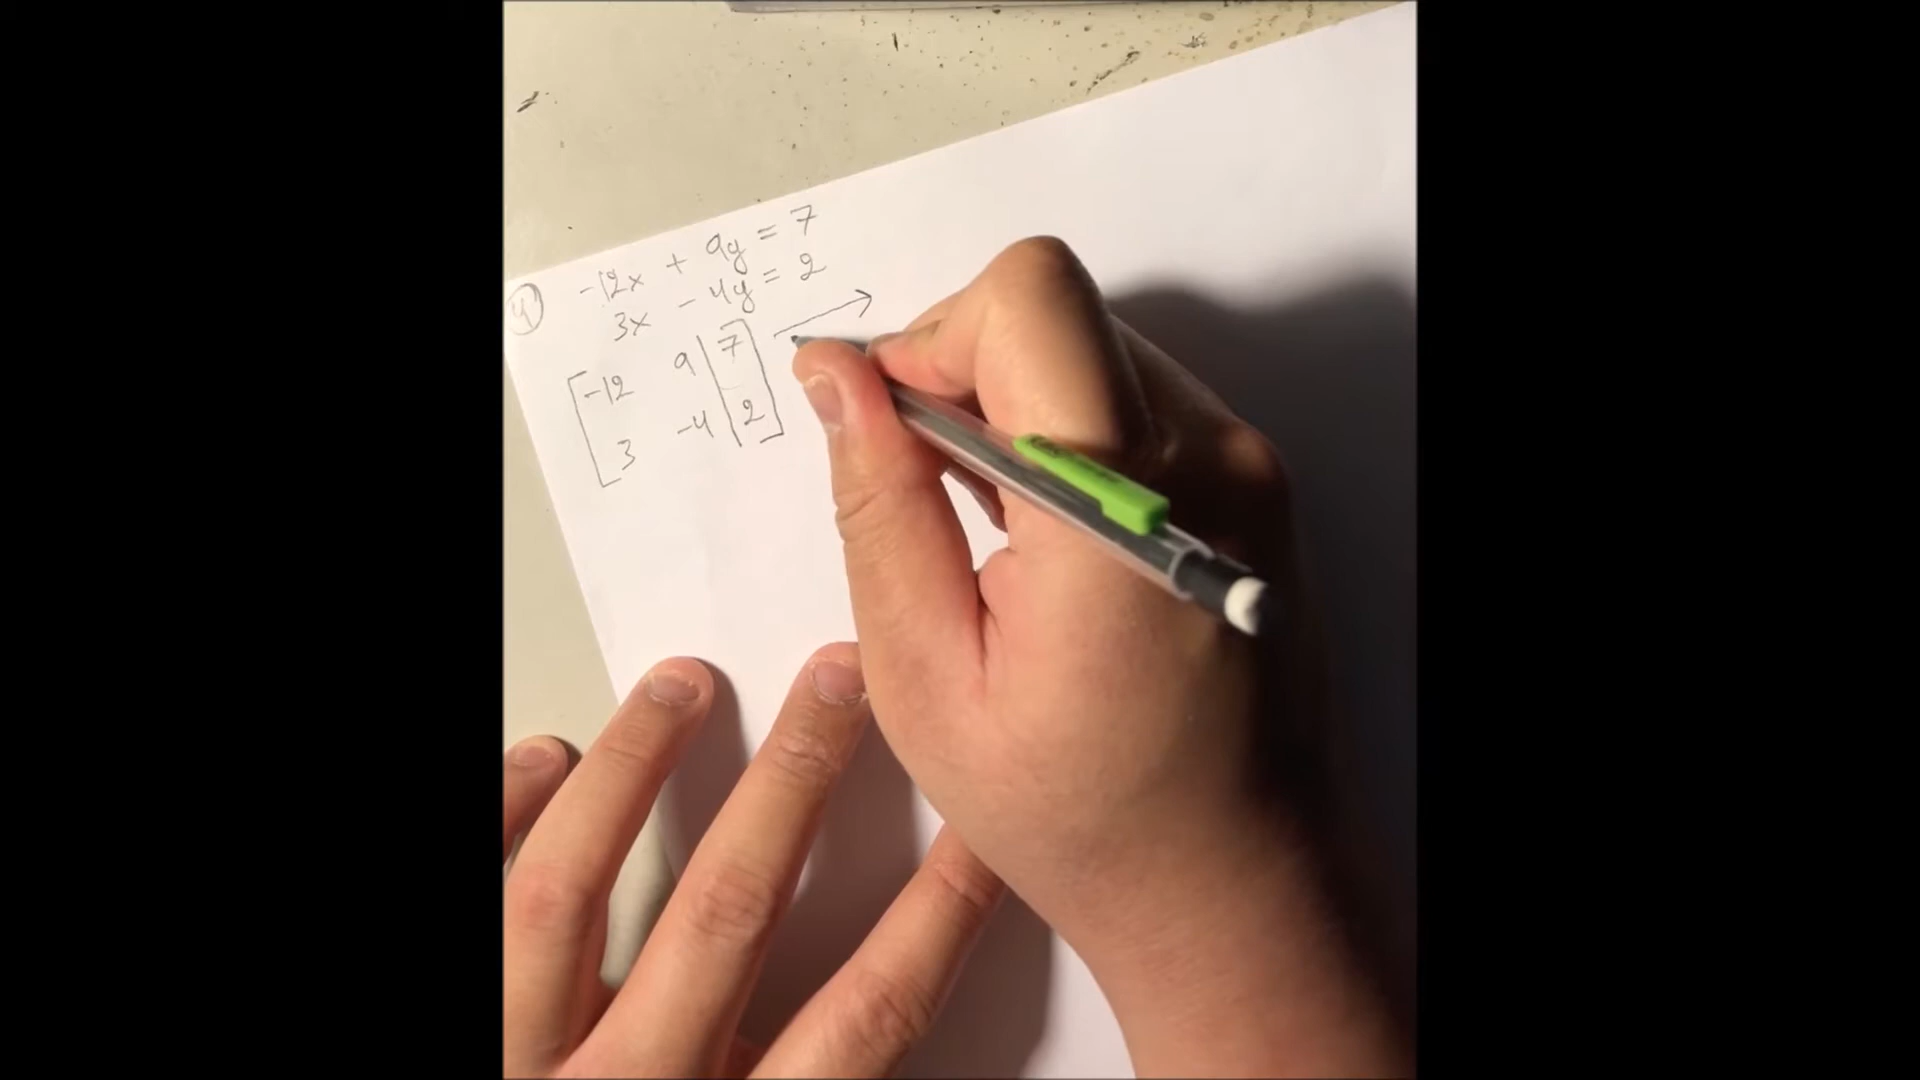 ④ -12x + 9y = 7
3x - 4y = 2
[-12 9 | 7
3 -4 | 2]